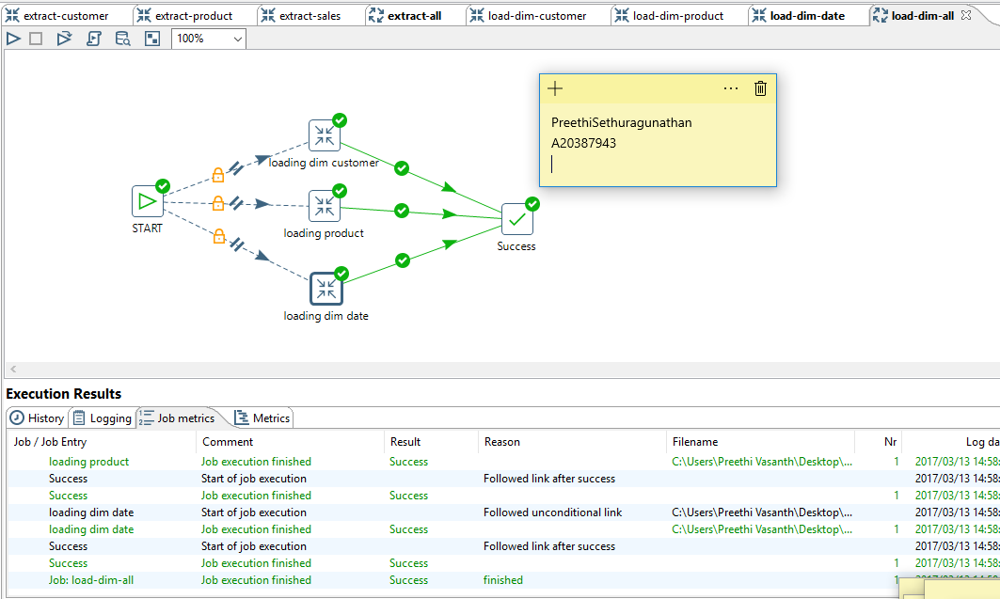 extract-customer extract-product extract-sales extract-all load-dim-customer load-dim-product load-dim-date load-dim-all
100%
PreethiSethuragunathan
A20387943
loading dim customer
START
loading product
Success
loading dim date
Execution Results
History Logging Job metrics Metrics
Job / Job Entry Comment Result Reason Filename Nr Log da
loading product Job execution finished Success C:\Users\Preethi Vasanth\Desktop\... 1 2017/03/13 14:58:
Success Start of job execution Followed link after success 2017/03/13 14:58:
Success Job execution finished Success 1 2017/03/13 14:58:
loading dim date Start of job execution Followed unconditional link C:\Users\Preethi Vasanth\Desktop\... 2017/03/13 14:58:
loading dim date Job execution finished Success C:\Users\Preethi Vasanth\Desktop\... 1 2017/03/13 14:58:
Success Start of job execution Followed link after success 2017/03/13 14:58:
Success Job execution finished Success 1 2017/03/13 14:58:
Job: load-dim-all Job execution finished Success finished 1